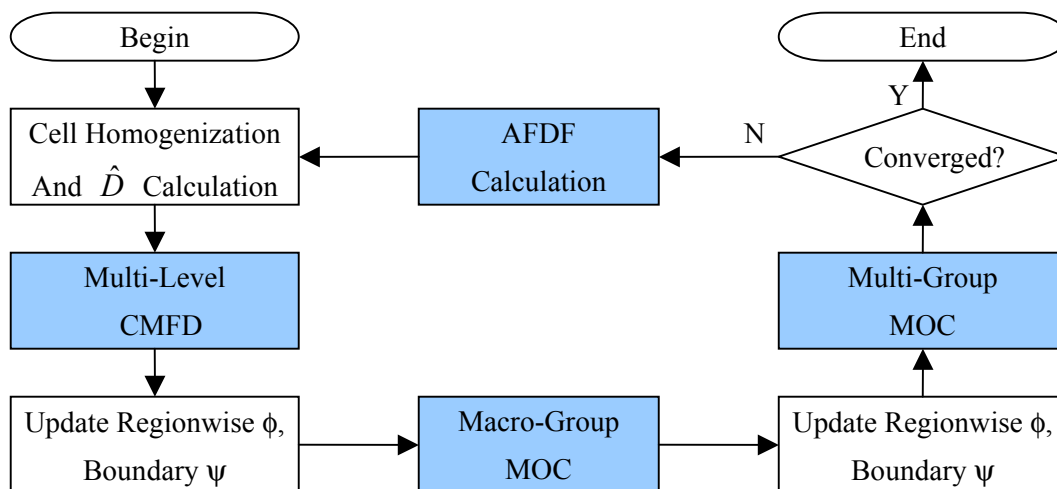 Begin
End
Cell Homogenization
And D̂ Calculation
AFDF
Calculation
N
Y
Converged?
Multi-Level
CMFD
Multi-Group
MOC
Update Regionwise ϕ,
Boundary ψ
Macro-Group
MOC
Update Regionwise ϕ,
Boundary ψ